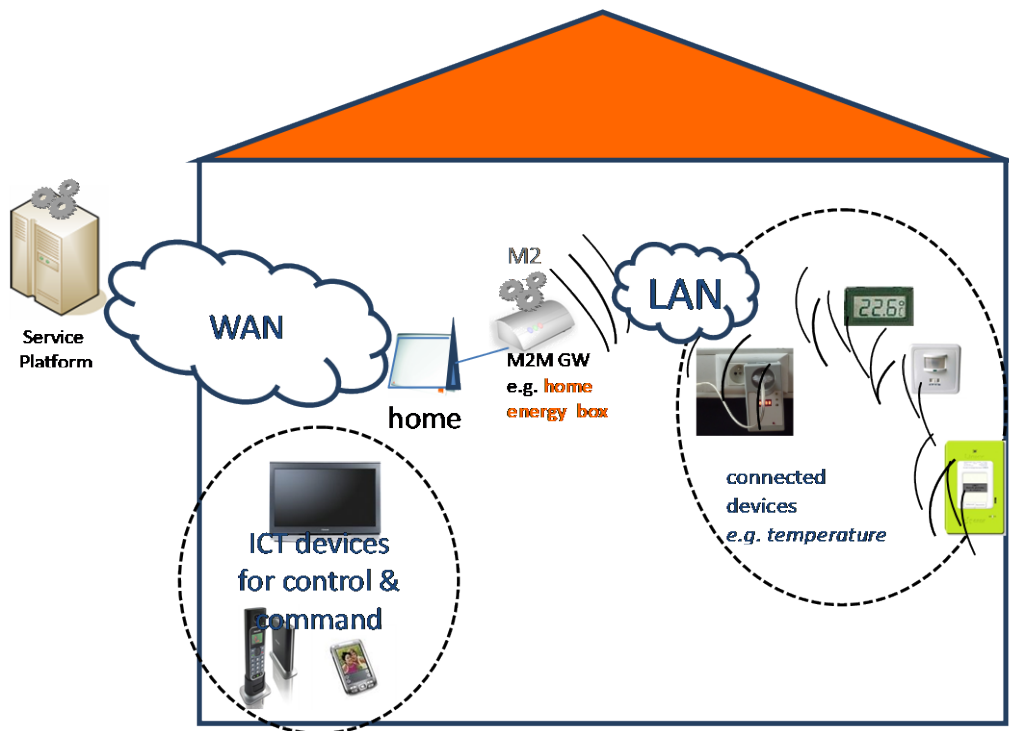 Service
Platform
WAN
home
M2
M2M GW
e.g. home
energy box
LAN
22.6°
connected
devices
e.g. temperature
ICT devices
for control &
command